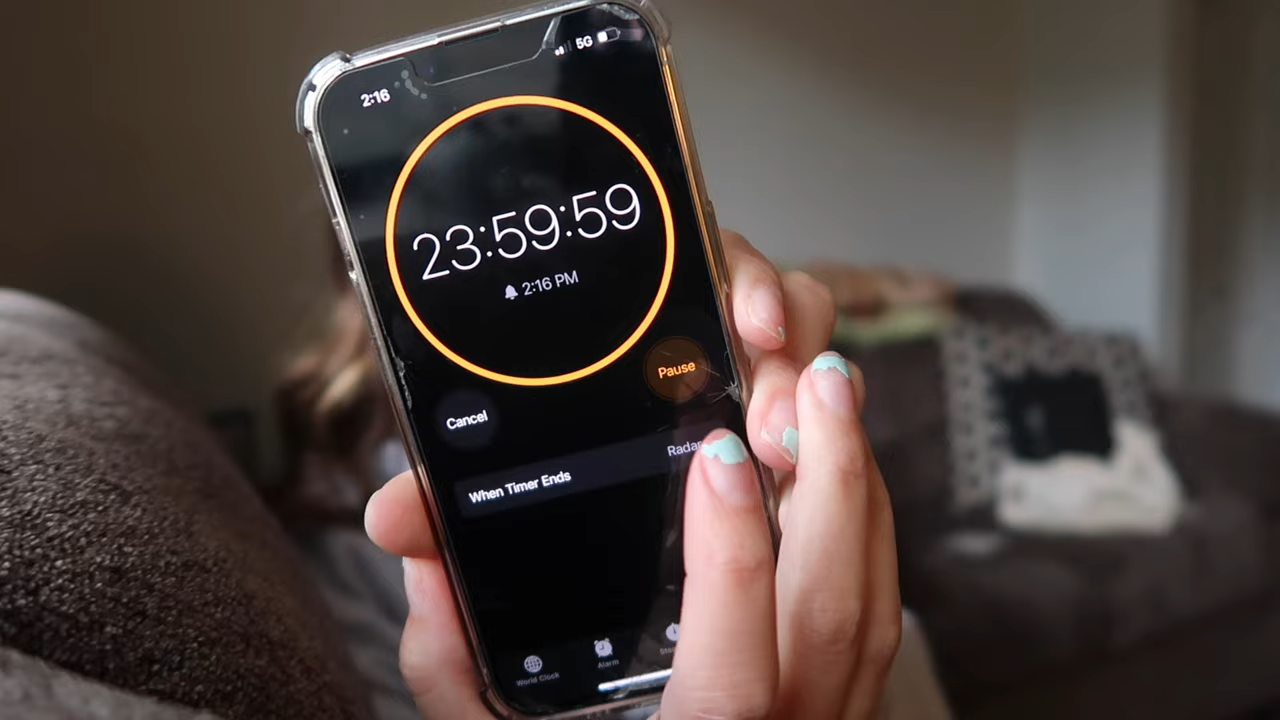 2:16 5G
23:59:59
2:16 PM
Pause
Cancel
When Timer Ends Radar
World Clock Alarm